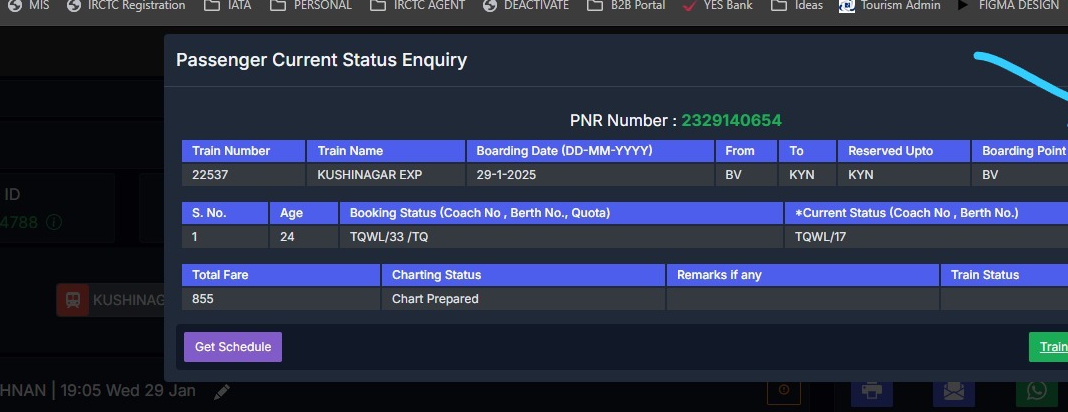 MIS IRCTC Registration IATA PERSONAL IRCTC AGENT DEACTIVATE B2B Portal YES Bank Ideas Tourism Admin FIGMA DESIGN
Passenger Current Status Enquiry
PNR Number : 2329140654
Train Number Train Name Boarding Date (DD-MM-YYYY) From To Reserved Upto Boarding Point
22537 KUSHINAGAR EXP 29-1-2025 BV KYN KYN BV
ID
4788
S. No. Age Booking Status (Coach No , Berth No., Quota) *Current Status (Coach No , Berth No.)
1 24 TQWL/33 /TQ TQWL/17
Total Fare Charting Status Remarks if any Train Status
855 Chart Prepared
KUSHINAG
Get Schedule Train
HNAN | 19:05 Wed 29 Jan